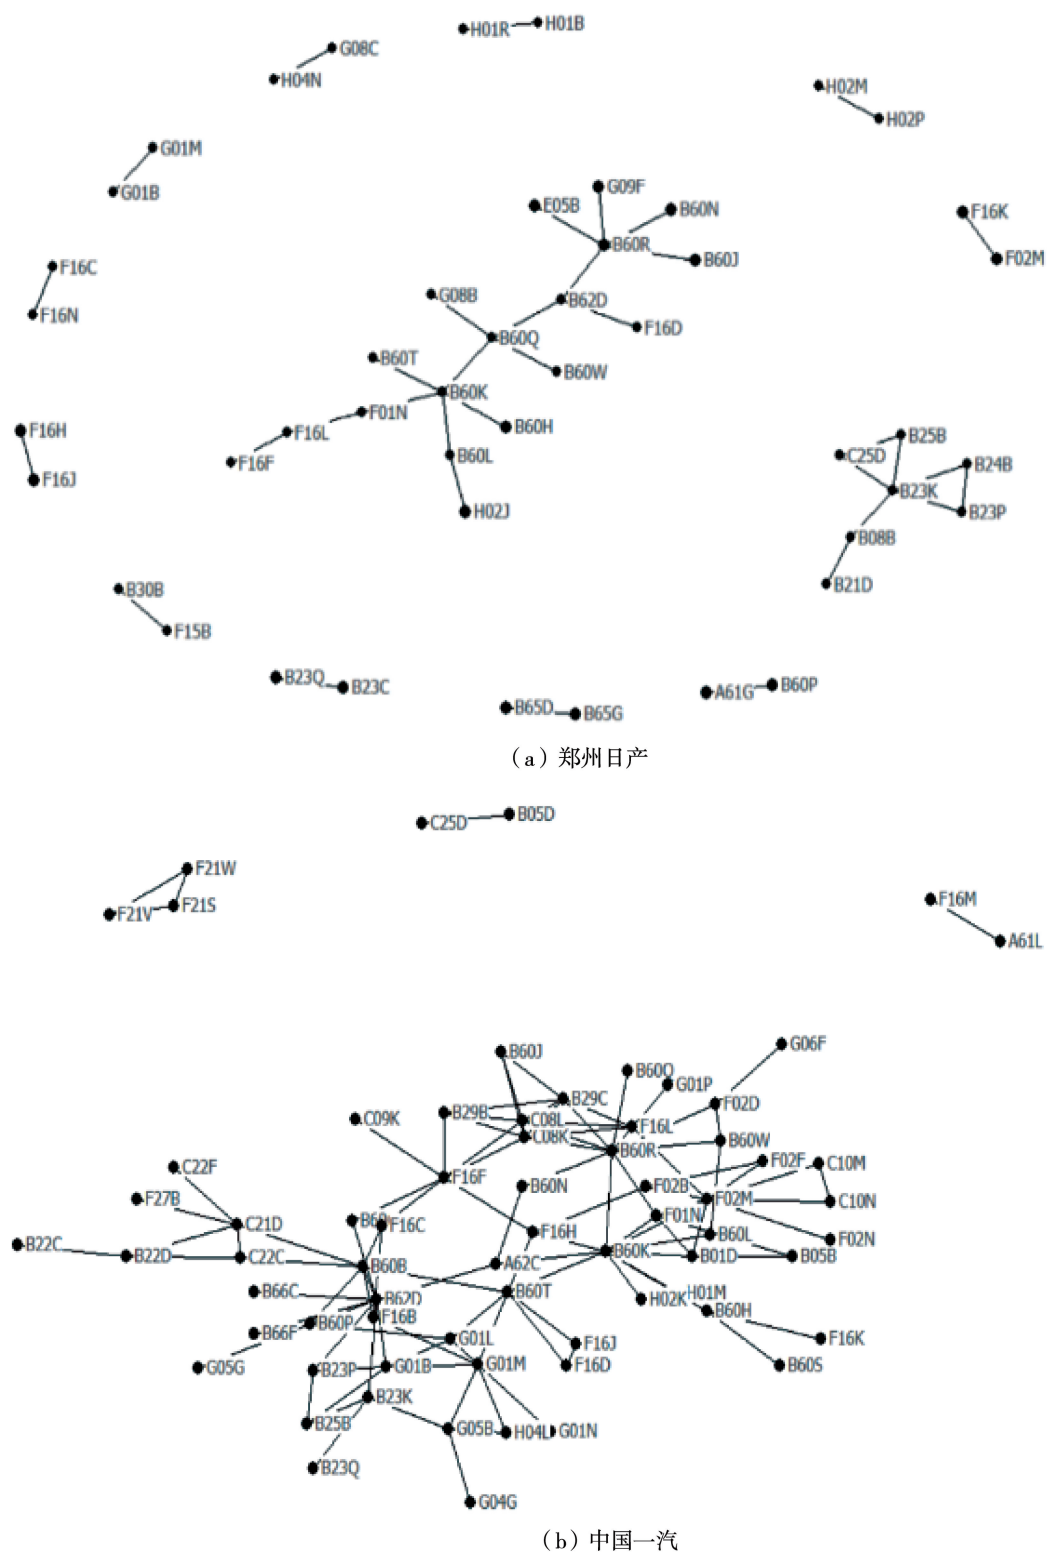 H01R
H01B
G08C
H04N
H02M
H02P
G01M
G01B
G09F
E05B
B60N
F16K
B60R
B60J
F02M
F16C
F16N
G08B
B62D
F16D
B60Q
B60T
B60W
B60K
F01N
B60H
F16L
F16F
B60L
H02J
F16H
F16J
B25B
C25D
B24B
B23K
B23P
B08B
B21D
B30B
F15B
B23Q
B23C
B65D
B65G
A61G
B60P
(a)郑州日产
C25D
B05D
F21W
F21V
F21S
F16M
A61L
G06F
B60J
B60Q
G01P
B29C
F02D
C09K
B29B
C08L
F16L
C08K
B60R
B60W
C22F
F16F
F02F
C10M
F27B
B60N
F02B
F02M
C10N
C21D
F16C
F01N
F16H
B60L
F02N
B22C
B22D
C22C
B60B
A62C
B60K
B01D
B05B
B66C
B62D
B60T
H02K
H01M
B60H
F16B
B66F
B60P
G01L
F16J
F16K
G05G
B23P
G01B
G01M
F16D
B60S
B23K
B25B
G05B
H04L
G01N
B23Q
G04G
(b)中国一汽